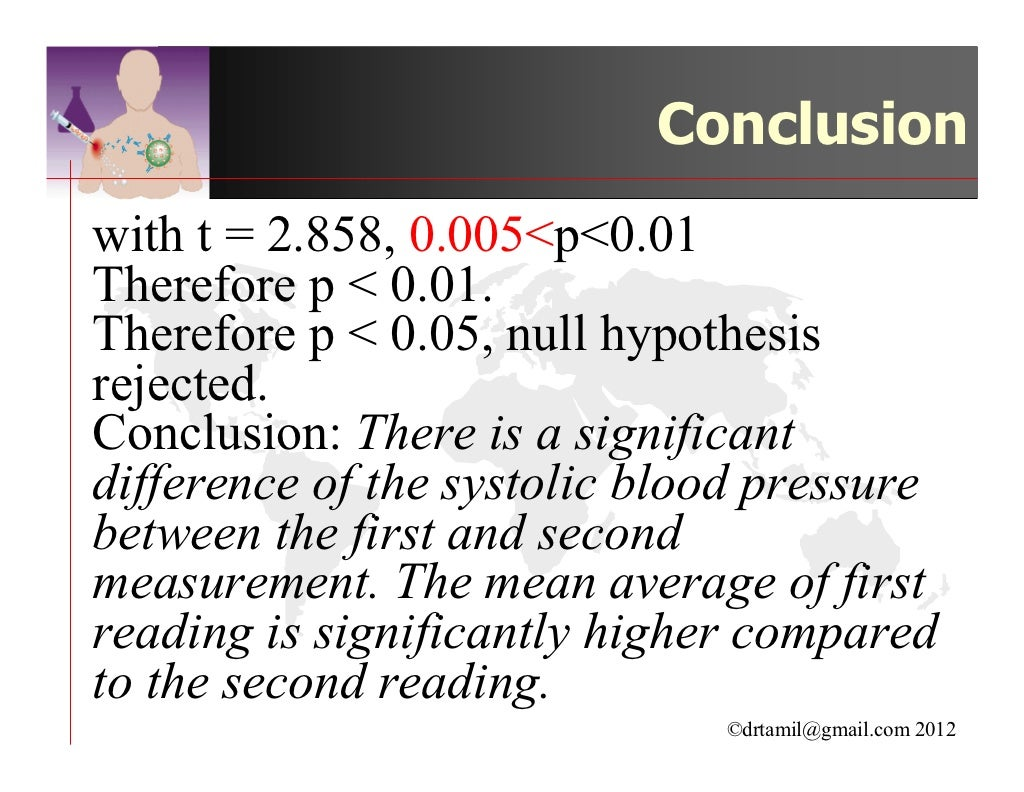 Conclusion
with t = 2.858, 0.005<p<0.01
Therefore p < 0.01.
Therefore p < 0.05, null hypothesis
rejected.
Conclusion: There is a significant
difference of the systolic blood pressure
between the first and second
measurement. The mean average of first
reading is significantly higher compared
to the second reading.
©drtamil@gmail.com 2012